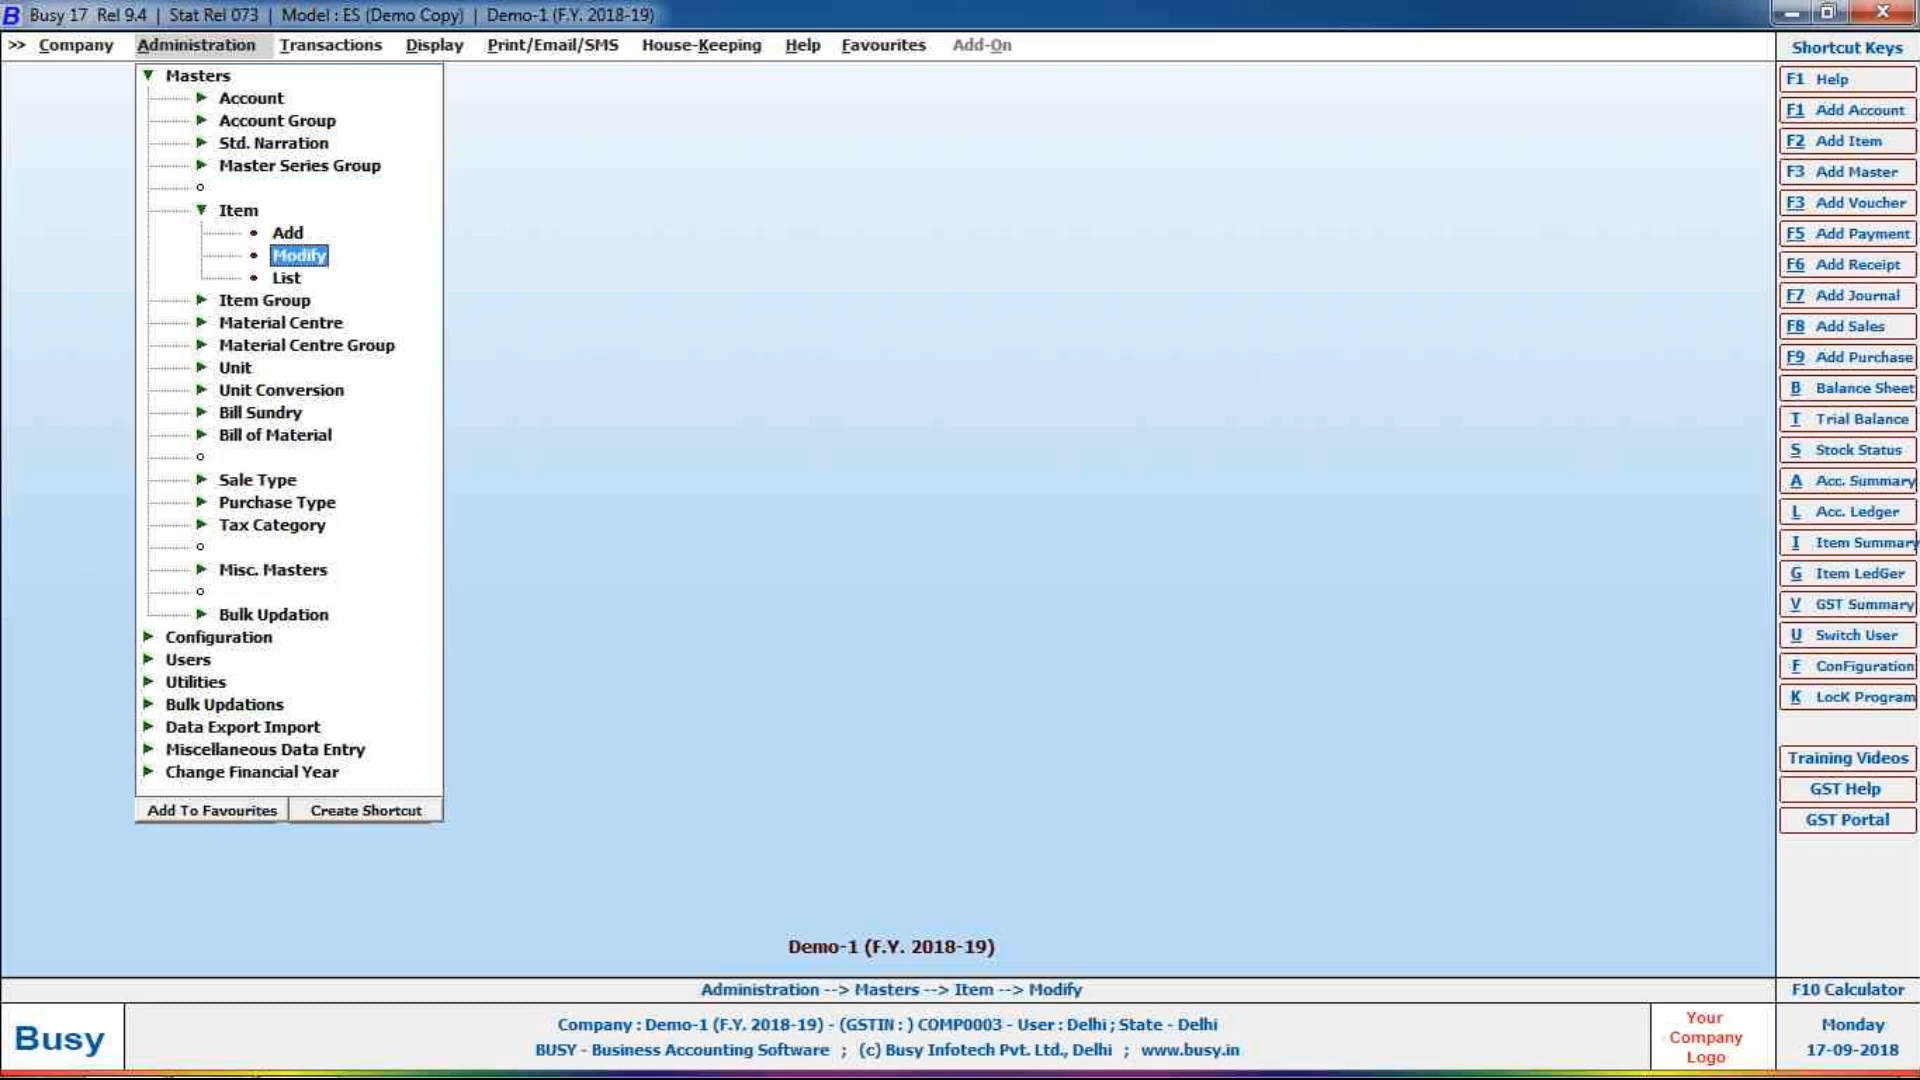 Busy 17 Rel 9.4 | Stat Rel 073 | Model : ES (Demo Copy) | Demo-1 (F.Y. 2018-19)
>> Company Administration Transactions Display Print/Email/SMS House-Keeping Help Favourites Add-On
Masters
Account
Account Group
Std. Narration
Master Series Group
Item
Add
Modify
List
Item Group
Material Centre
Material Centre Group
Unit
Unit Conversion
Bill Sundry
Bill of Material
Sale Type
Purchase Type
Tax Category
Misc. Masters
Bulk Updation
Configuration
Users
Utilities
Bulk Updations
Data Export Import
Miscellaneous Data Entry
Change Financial Year
Add To Favourites Create Shortcut
Shortcut Keys
F1 Help
F1 Add Account
F2 Add Item
F3 Add Master
F3 Add Voucher
F5 Add Payment
F6 Add Receipt
F7 Add Journal
F8 Add Sales
F9 Add Purchase
B Balance Sheet
T Trial Balance
S Stock Status
A Acc. Summary
L Acc. Ledger
I Item Summary
G Item LedGer
V GST Summary
U Switch User
F ConFiguration
K LocK Program
Training Videos
GST Help
GST Portal
Demo-1 (F.Y. 2018-19)
Administration --> Masters --> Item --> Modify
F10 Calculator
Busy
Company : Demo-1 (F.Y. 2018-19) - (GSTIN : ) COMP0003 - User : Delhi ; State - Delhi
BUSY - Business Accounting Software ; (c) Busy Infotech Pvt. Ltd., Delhi ; www.busy.in
Your
Company
Logo
Monday
17-09-2018